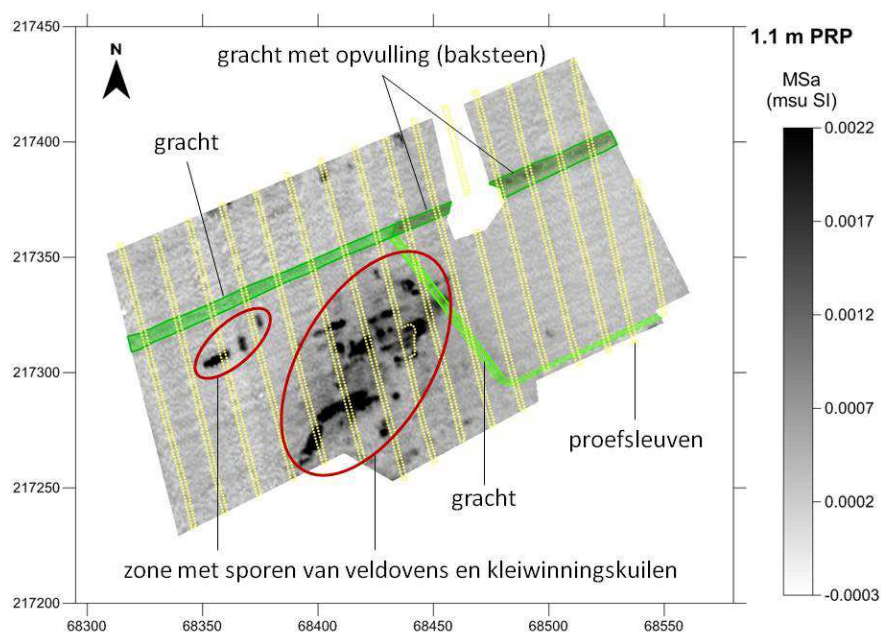 217450
217400
217350
217300
217250
217200
68300
68350
68400
68450
68500
68550
N
gracht met opvulling (baksteen)
gracht
proefsleuven
gracht
zone met sporen van veldovens en kleiwinningskuilen
1.1 m PRP
MSa
(msu SI)
0.0022
0.0017
0.0012
0.0007
0.0002
-0.0003